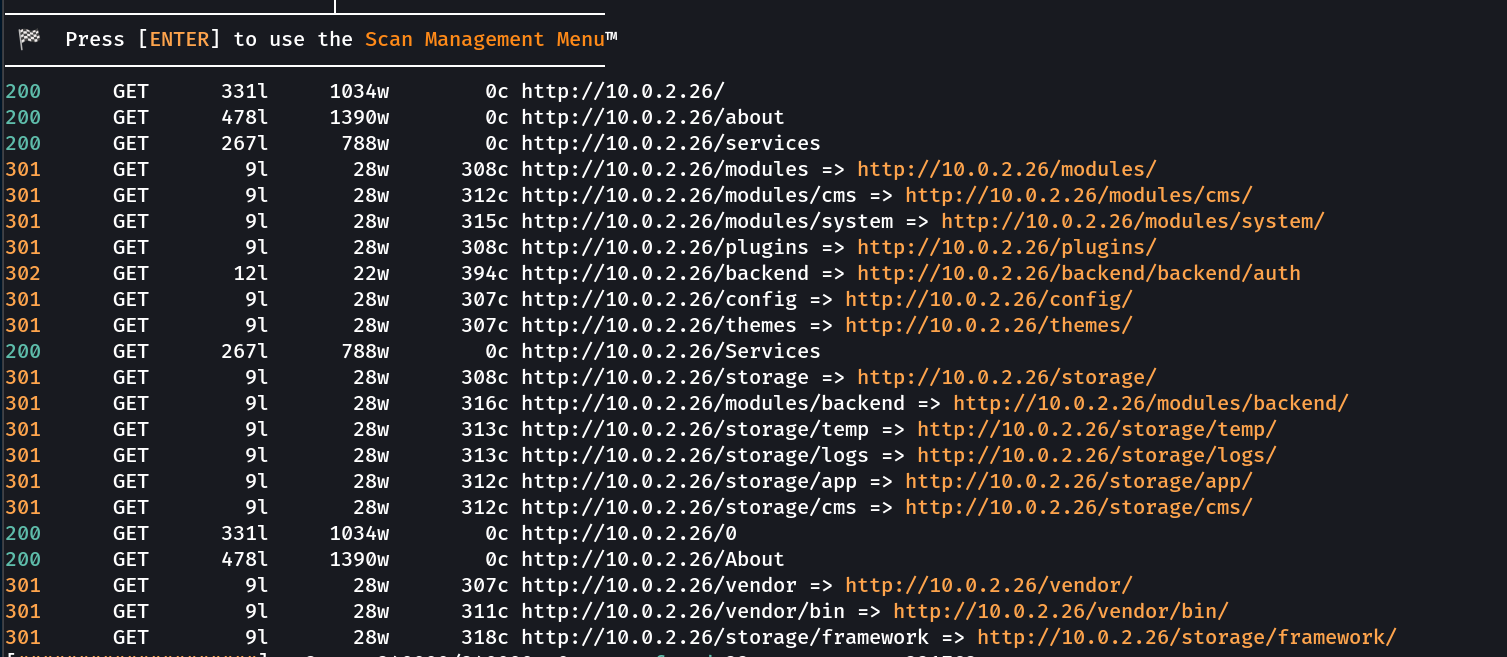 🏁 Press [ENTER] to use the Scan Management Menu™
200 GET 331l 1034w 0c http://10.0.2.26/
200 GET 478l 1390w 0c http://10.0.2.26/about
200 GET 267l 788w 0c http://10.0.2.26/services
301 GET 9l 28w 308c http://10.0.2.26/modules => http://10.0.2.26/modules/
301 GET 9l 28w 312c http://10.0.2.26/modules/cms => http://10.0.2.26/modules/cms/
301 GET 9l 28w 315c http://10.0.2.26/modules/system => http://10.0.2.26/modules/system/
301 GET 9l 28w 308c http://10.0.2.26/plugins => http://10.0.2.26/plugins/
302 GET 12l 22w 394c http://10.0.2.26/backend => http://10.0.2.26/backend/backend/auth
301 GET 9l 28w 307c http://10.0.2.26/config => http://10.0.2.26/config/
301 GET 9l 28w 307c http://10.0.2.26/themes => http://10.0.2.26/themes/
200 GET 267l 788w 0c http://10.0.2.26/Services
301 GET 9l 28w 308c http://10.0.2.26/storage => http://10.0.2.26/storage/
301 GET 9l 28w 316c http://10.0.2.26/modules/backend => http://10.0.2.26/modules/backend/
301 GET 9l 28w 313c http://10.0.2.26/storage/temp => http://10.0.2.26/storage/temp/
301 GET 9l 28w 313c http://10.0.2.26/storage/logs => http://10.0.2.26/storage/logs/
301 GET 9l 28w 312c http://10.0.2.26/storage/app => http://10.0.2.26/storage/app/
301 GET 9l 28w 312c http://10.0.2.26/storage/cms => http://10.0.2.26/storage/cms/
200 GET 331l 1034w 0c http://10.0.2.26/0
200 GET 478l 1390w 0c http://10.0.2.26/About
301 GET 9l 28w 307c http://10.0.2.26/vendor => http://10.0.2.26/vendor/
301 GET 9l 28w 311c http://10.0.2.26/vendor/bin => http://10.0.2.26/vendor/bin/
301 GET 9l 28w 318c http://10.0.2.26/storage/framework => http://10.0.2.26/storage/framework/